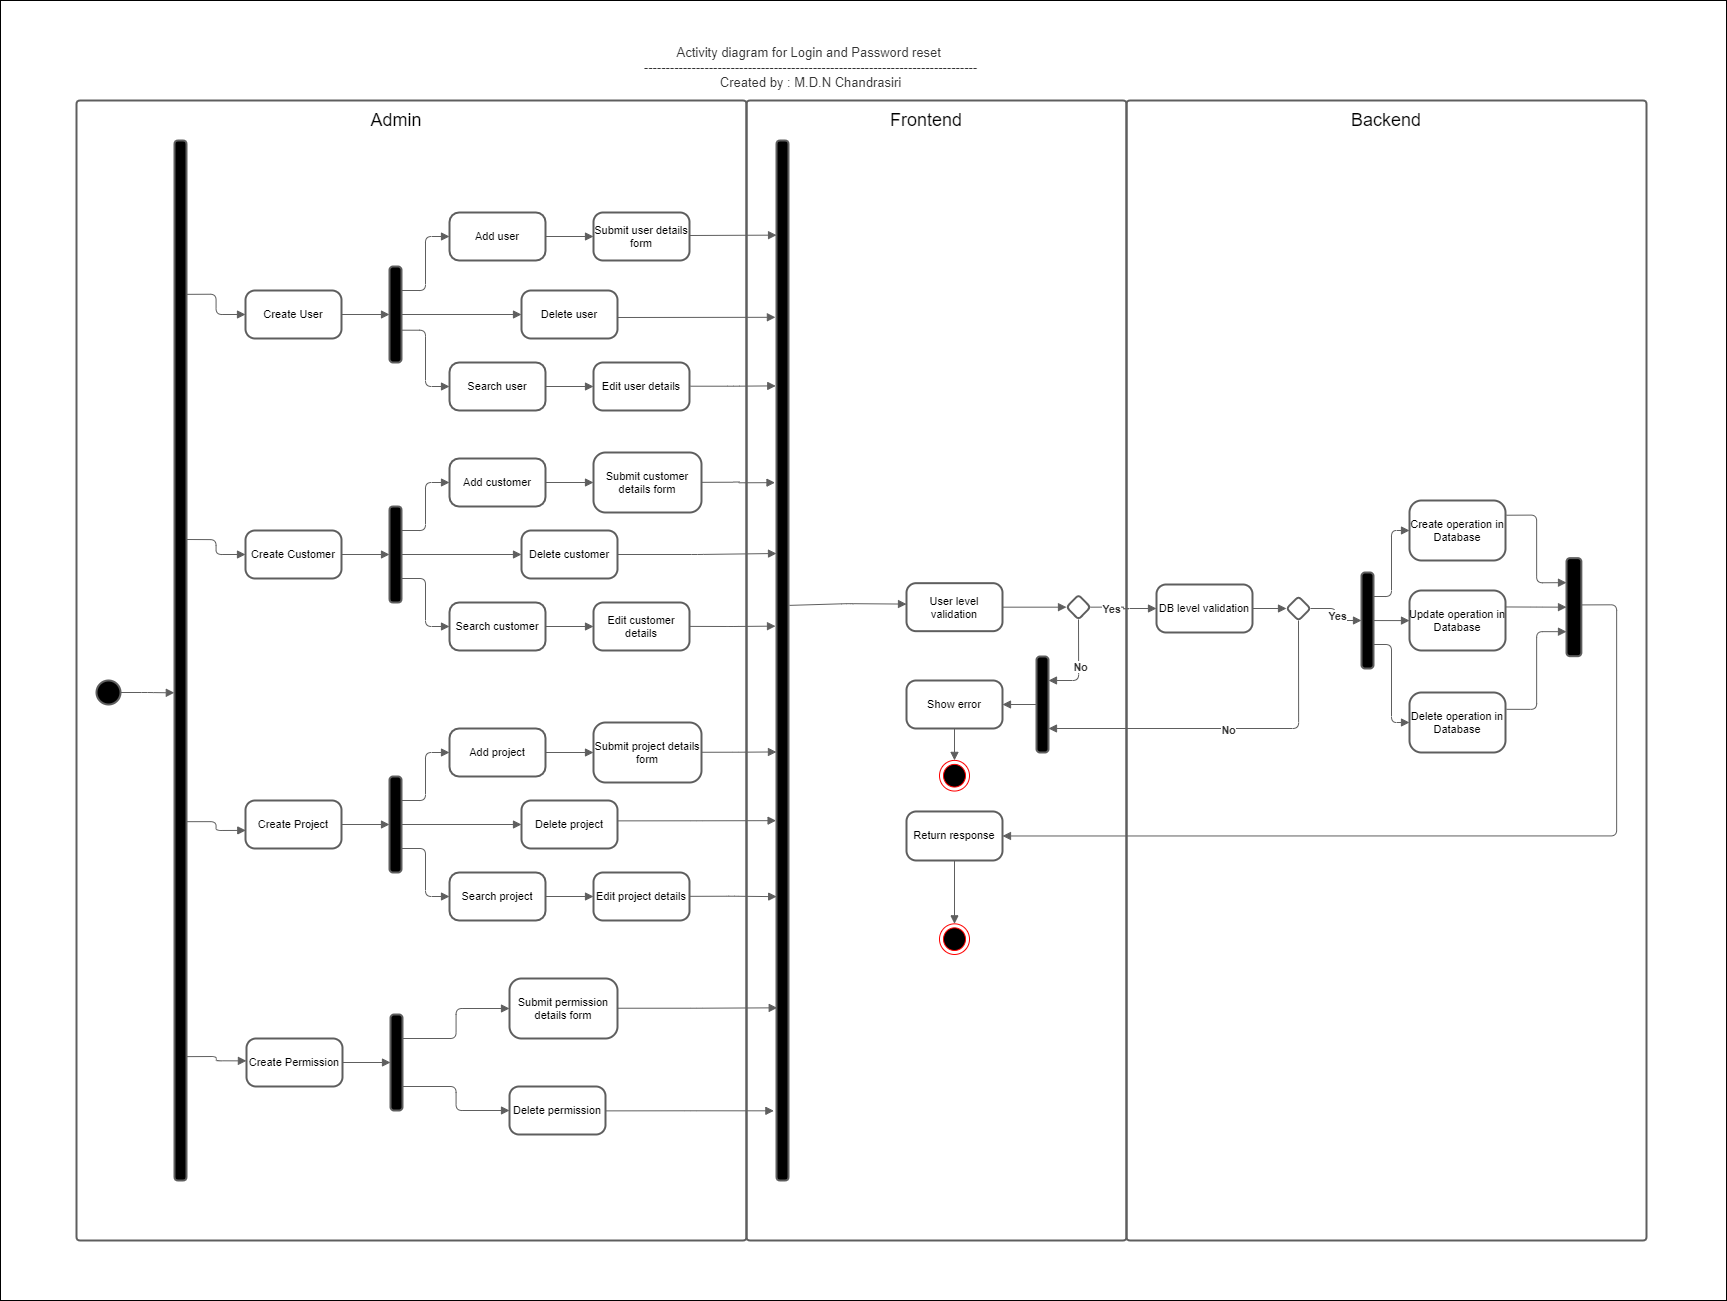 Activity diagram for Login and Password reset
--------------------------------------------------------------------
Created by : M.D.N Chandrasiri
Admin
Frontend
Backend
Add user
Submit user details
form
Create User
Delete user
Search user
Edit user details
Add customer
Submit customer
details form
Create Customer
Delete customer
Search customer
Edit customer
details
Add project
Submit project details
form
Create Project
Delete project
Search project
Edit project details
Submit permission
details form
Create Permission
Delete permission
User level
validation
Yes
No
Show error
Return response
DB level validation
Yes
No
Create operation in
Database
Update operation in
Database
Delete operation in
Database